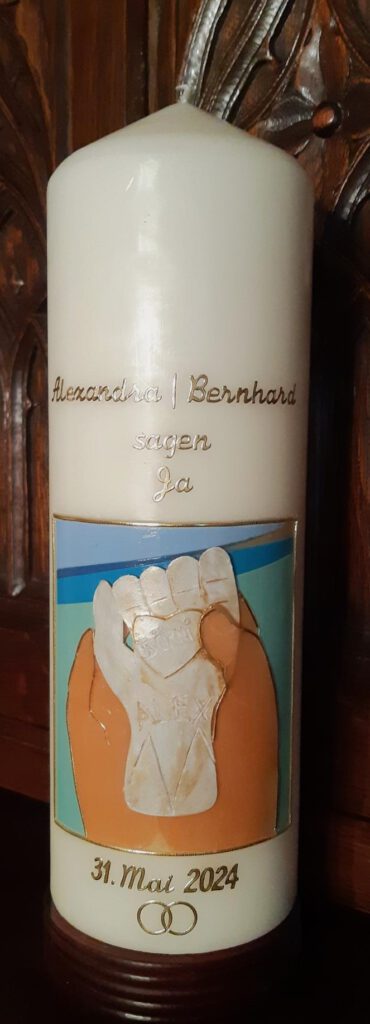 Alexandra | Bernhard
sagen
Ja
ALEX
31. Mai 2024